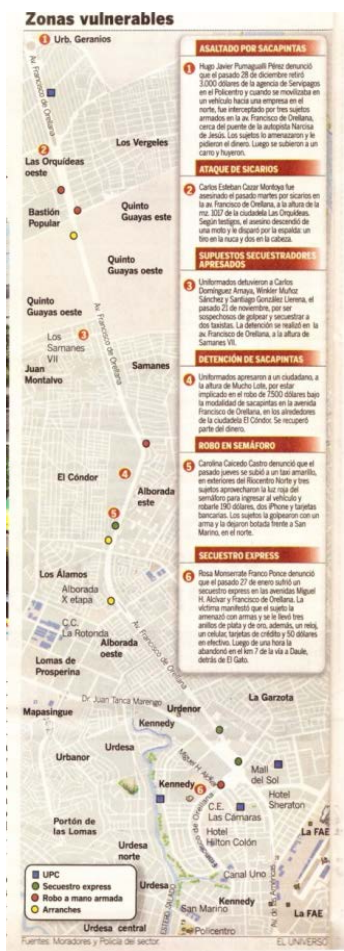 Zonas vulnerables
1 Urb. Geranios
Av. Francisco de Orellana
Los Vergeles
2
Las Orquídeas
oeste
Bastión
Popular
Quinto
Guayas este
Quinto
Guayas oeste
Quinto
Guayas oeste
Av. Francisco de Orellana
Los
Samanes
VII
3
Juan
Montalvo
Samanes
4
El Cóndor
Alborada
este
5
Los Álamos
Alborada
X etapa
C.C.
La Rotonda
Alborada
oeste
Av. Francisco de Orellana
Lomas de
Prosperina
Dr. Juan Tanca Marengo
Urdenor
La Garzota
Mapasingue
Kennedy
Urdesa
Urbanor
Miguel H. Alcívar
Mall
del Sol
Kennedy 6
Hotel
Sheraton
C.E.
Las Cámaras
Portón de
las Lomas
Hotel
Hilton Colón
La FAE
Urdesa
norte
Canal Uno
Urdesa
Kennedy
San Marino
La FAE
Policentro
Urdesa central
ESTERO SALADO
Av. de las Américas
ASALTADO POR SACAPINTAS
1 Hugo Javier Pumagualli Pérez denunció
que el pasado 28 de diciembre retiró
3.000 dólares de la agencia de Servipagos
en el Policentro y cuando se movilizaba en
un vehículo hacia una empresa en el
norte, fue interceptado por tres sujetos
armados en la av. Francisco de Orellana,
cerca del puente de la autopista Narcisa
de Jesús. Los sujetos lo amenazaron y le
pidieron el dinero. Luego se subieron a un
carro y huyeron.
ATAQUE DE SICARIOS
2 Carlos Esteban Cazar Montoya fue
asesinado el pasado martes por sicarios en
la av. Francisco de Orellana, a la altura de la
mz. 1017 de la ciudadela Las Orquídeas.
Según testigos, el asesino descendió de
una moto y le disparó por la espalda: un
tiro en la nuca y dos en la cabeza.
SUPUESTOS SECUESTRADORES
APRESADOS
3 Uniformados detuvieron a Carlos
Domínguez Amaya, Winkler Muñoz
Sánchez y Santiago González Llerena, el
pasado 21 de noviembre, por ser
sospechosos de golpear y secuestrar a
dos taxistas. La detención se realizó en la
av. Francisco de Orellana, a la altura de
Samanes VII.
DETENCIÓN DE SACAPINTAS
4 Uniformados apresaron a un ciudadano, a
la altura de Mucho Lote, por estar
implicado en el robo de 7.500 dólares bajo
la modalidad de sacapintas en la avenida
Francisco de Orellana, en los alrededores
de la ciudadela El Cóndor. Se recuperó
parte del dinero.
ROBO EN SEMÁFORO
5 Carolina Caicedo Castro denunció que el
pasado jueves se subió a un taxi amarillo,
en exteriores del Riocentro Norte y tres
sujetos aprovecharon la luz roja del
semáforo para ingresar al vehículo y
robarle 190 dólares, dos iPhone y tarjetas
bancarias. Los sujetos la golpearon con un
arma y la dejaron botada frente a San
Marino, en el norte.
SECUESTRO EXPRESS
6 Rosa Monserrate Franco Ponce denunció
que el pasado 27 de enero sufrió un
secuestro express en las avenidas Miguel
H. Alcívar y Francisco de Orellana. La
víctima manifestó que el sujeto la
amenazó con armas y se le llevó tres
anillos de plata y de oro, además, un reloj,
un celular, tarjetas de crédito y 50 dólares
en efectivo. Luego de una hora la
abandonó en el km 7 de la vía a Daule,
detrás de El Gato.
UPC
Secuestro express
Robo a mano armada
Arranches
Fuentes: Moradores y Policía del sector
EL UNIVERSO